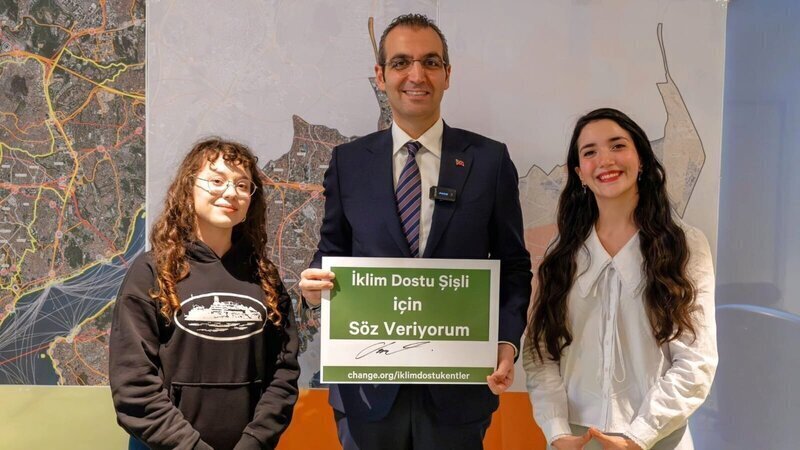 İklim Dostu Şişli
için
Söz Veriyorum
change.org/iklimdostukentler